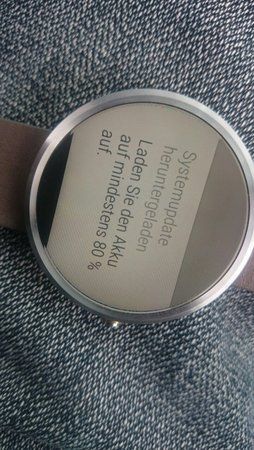 Systemupdate
heruntergeladen
Laden Sie den Akku
auf mindestens 80 %
auf.